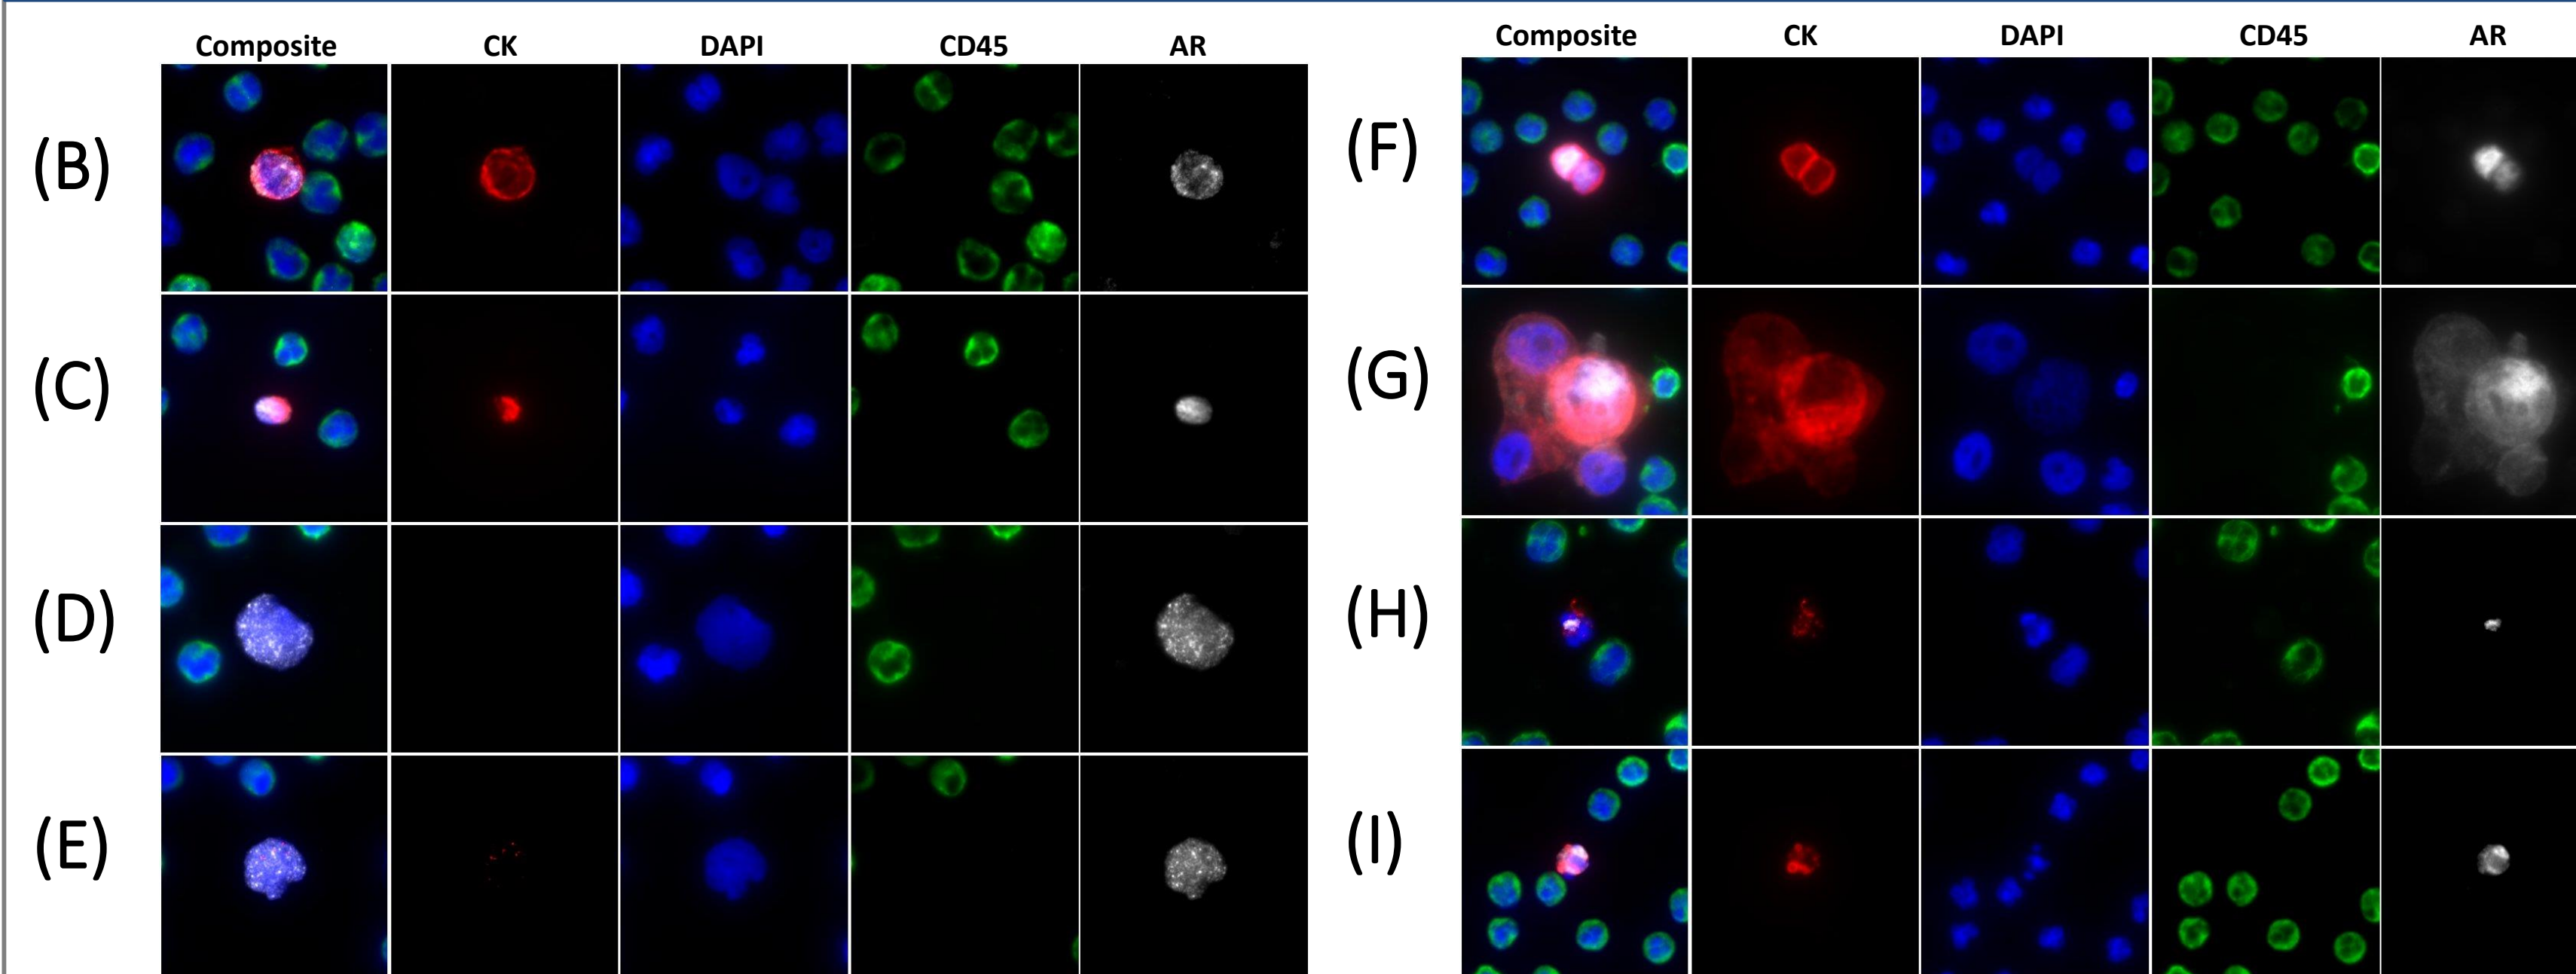 Composite CK DAPI CD45 AR
(B)
(C)
(D)
(E)
Composite CK DAPI CD45 AR
(F)
(G)
(H)
(I)